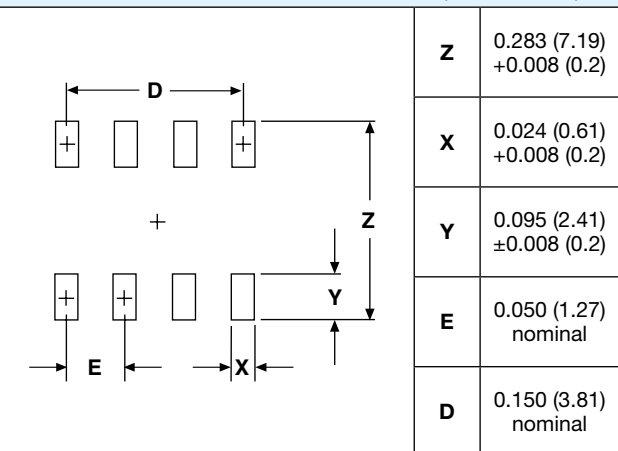 D
Z
Y
E
X
Z 0.283 (7.19)
+0.008 (0.2)
X 0.024 (0.61)
+0.008 (0.2)
Y 0.095 (2.41)
±0.008 (0.2)
E 0.050 (1.27)
nominal
D 0.150 (3.81)
nominal